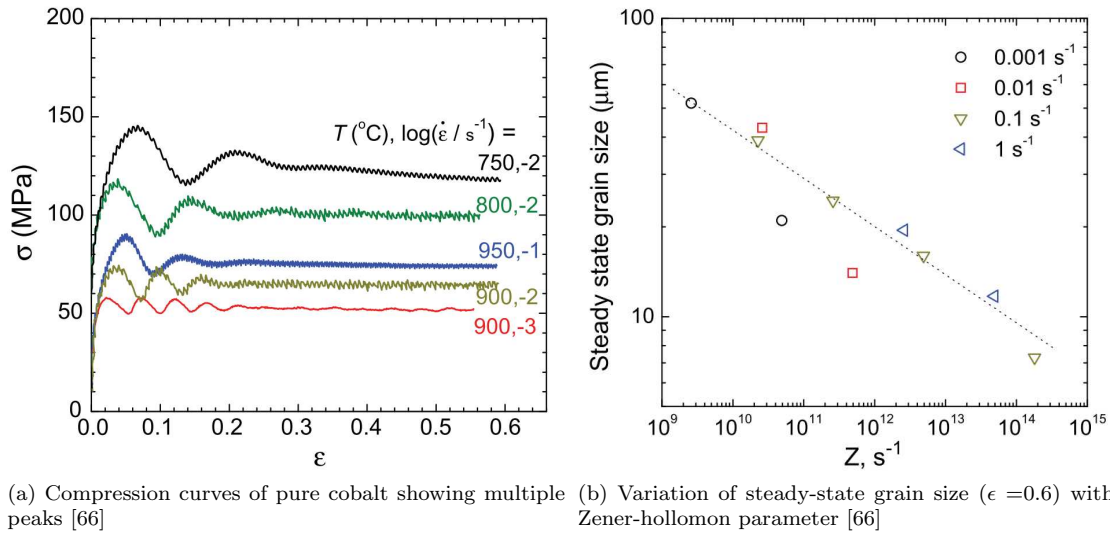 200
150
100
50
0
σ (MPa)
0.0 0.1 0.2 0.3 0.4 0.5 0.6
ε
T (°C), log(ε̇ / s⁻¹) =
750,-2
800,-2
950,-1
900,-2
900,-3
100
10
Steady state grain size (μm)
10⁹ 10¹⁰ 10¹¹ 10¹² 10¹³ 10¹⁴ 10¹⁵
Z, s⁻¹
0.001 s⁻¹
0.01 s⁻¹
0.1 s⁻¹
1 s⁻¹
(a) Compression curves of pure cobalt showing multiple
peaks [66]
(b) Variation of steady-state grain size (ϵ =0.6) with
Zener-hollomon parameter [66]